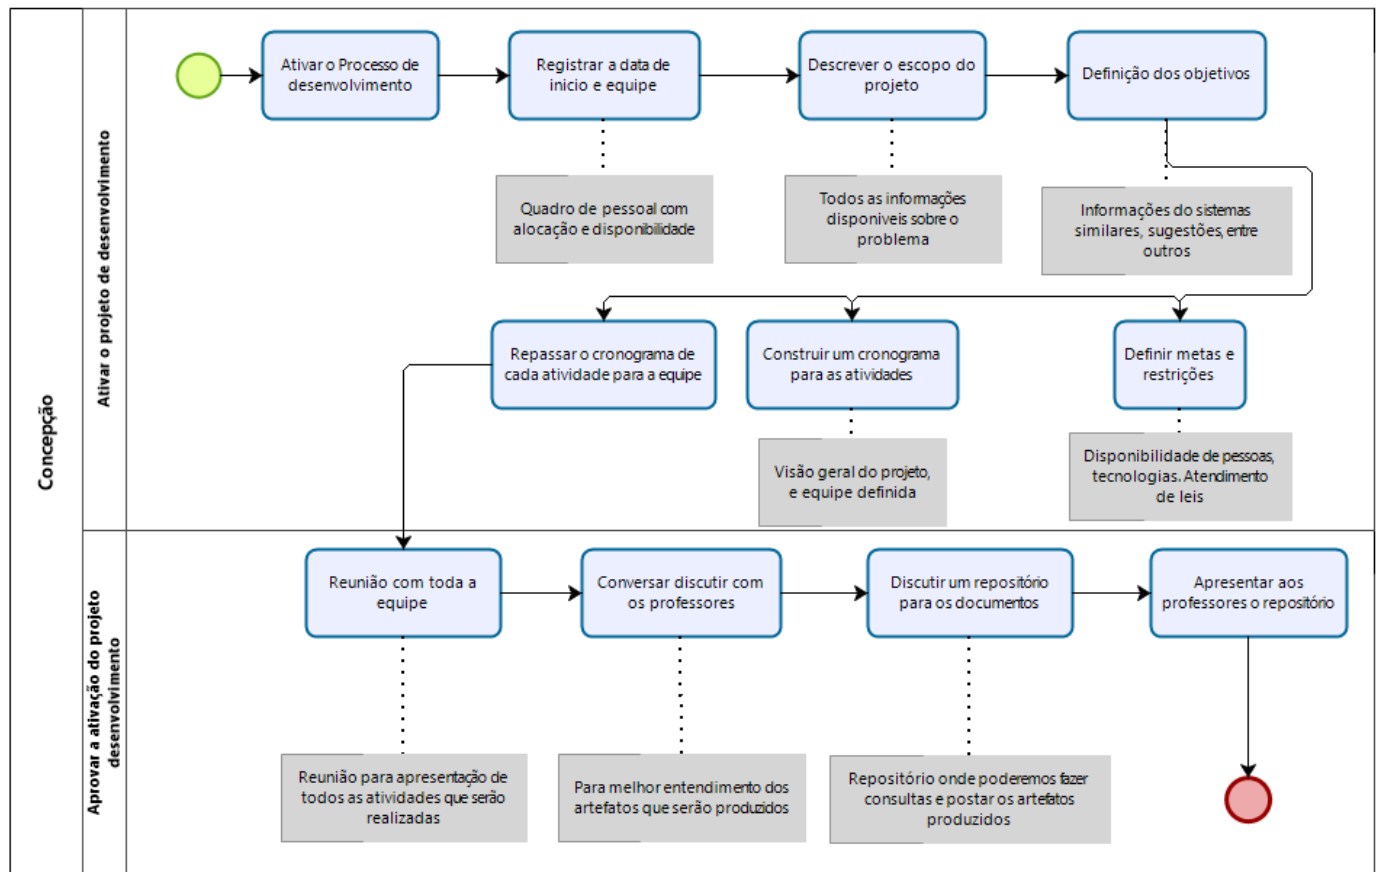 Concepção
Ativar o projeto de desenvolvimento
Ativar o Processo de
desenvolvimento
Registrar a data de
inicio e equipe
Descrever o escopo do
projeto
Definição dos objetivos
Quadro de pessoal com
alocação e disponibilidade
Todos as informações
disponiveis sobre o
problema
Informações do sistemas
similares, sugestões, entre
outros
Repassar o cronograma de
cada atividade para a equipe
Construir um cronograma
para as atividades
Definir metas e
restrições
Visão geral do projeto,
e equipe definida
Disponibilidade de pessoas,
tecnologias. Atendimento
de leis
Aprovar a ativação do projeto
desenvolvimento
Reunião com toda a
equipe
Conversar discutir com
os professores
Discutir um repositório
para os documentos
Apresentar aos
professores o repositório
Reunião para apresentação de
todos as atividades que serão
realizadas
Para melhor entendimento dos
artefatos que serão produzidos
Repositório onde poderemos fazer
consultas e postar os artefatos
produzidos